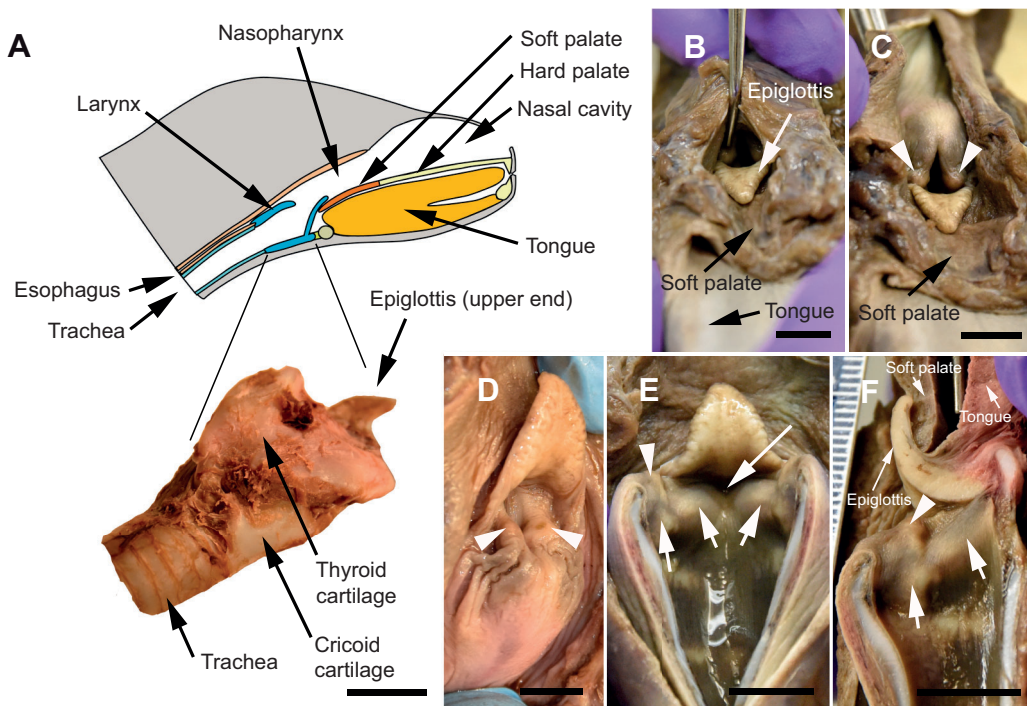 A
Nasopharynx
Soft palate
Hard palate
Nasal cavity
Larynx
Tongue
Esophagus
Trachea
Epiglottis (upper end)
Thyroid
cartilage
Cricoid
cartilage
Trachea
B
Epiglottis
Soft palate
Tongue
C
Soft palate
D
E
F
Soft palate
Tongue
Epiglottis